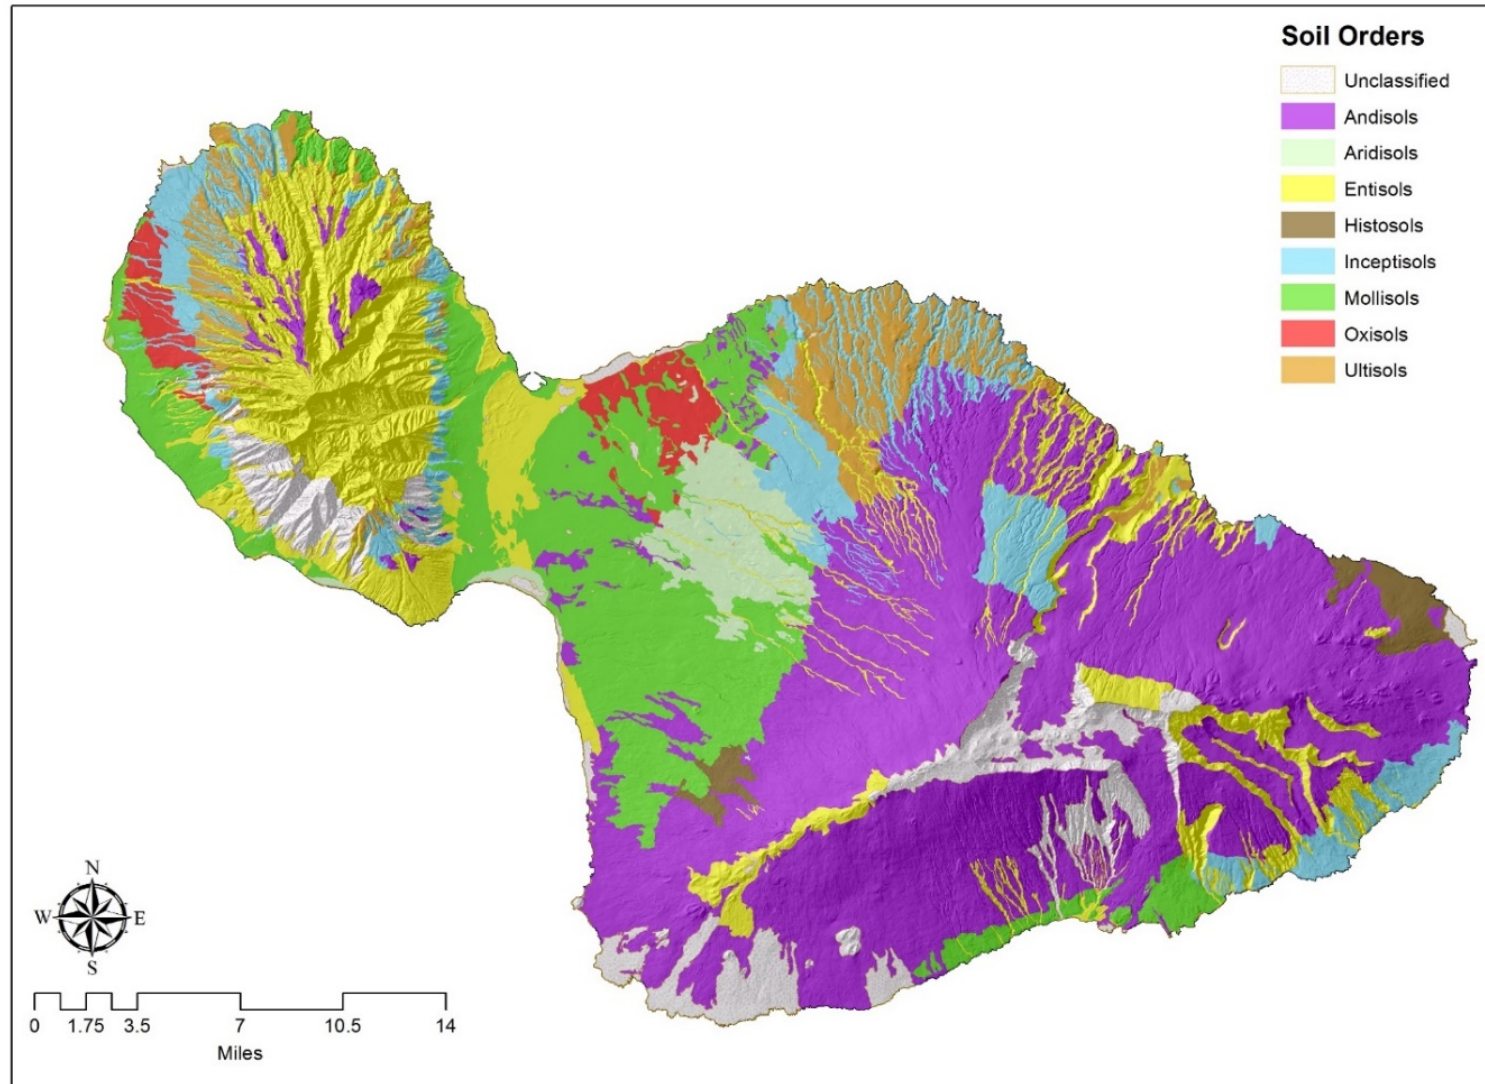 Soil Orders
Unclassified
Andisols
Aridisols
Entisols
Histosols
Inceptisols
Mollisols
Oxisols
Ultisols
N
W E
S
0 1.75 3.5 7 10.5 14
Miles